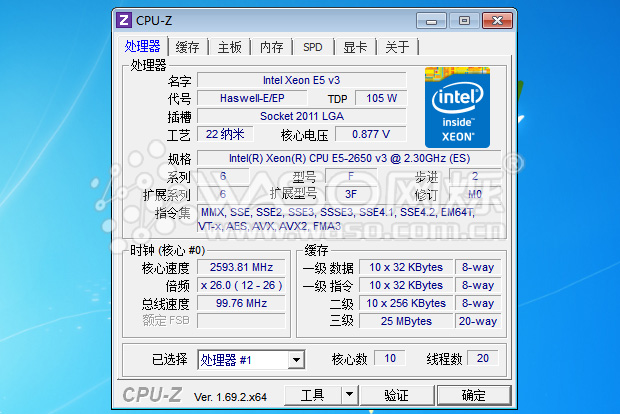 CPU-Z
处理器 缓存 主板 内存 SPD 显卡 关于
处理器
名字 Intel Xeon E5 v3
代号 Haswell-E/EP TDP 105 W
插槽 Socket 2011 LGA
工艺 22 纳米 核心电压 0.877 V
intel inside™ XEON®
规格 Intel(R) Xeon(R) CPU E5-2650 v3 @ 2.30GHz (ES)
系列 6 型号 F 步进 2
扩展系列 6 扩展型号 3F 修订 M0
指令集 MMX, SSE, SSE2, SSE3, SSSE3, SSE4.1, SSE4.2, EM64T,
VT-x, AES, AVX, AVX2, FMA3
www.waso.com.cn
时钟 (核心 #0)
核心速度 2593.81 MHz
倍频 x 26.0 ( 12 - 26 )
总线速度 99.76 MHz
额定 FSB
缓存
一级 数据 10 x 32 KBytes 8-way
一级 指令 10 x 32 KBytes 8-way
二级 10 x 256 KBytes 8-way
三级 25 MBytes 20-way
已选择 处理器 #1 核心数 10 线程数 20
CPU-Z Ver. 1.69.2.x64 工具 验证 确定